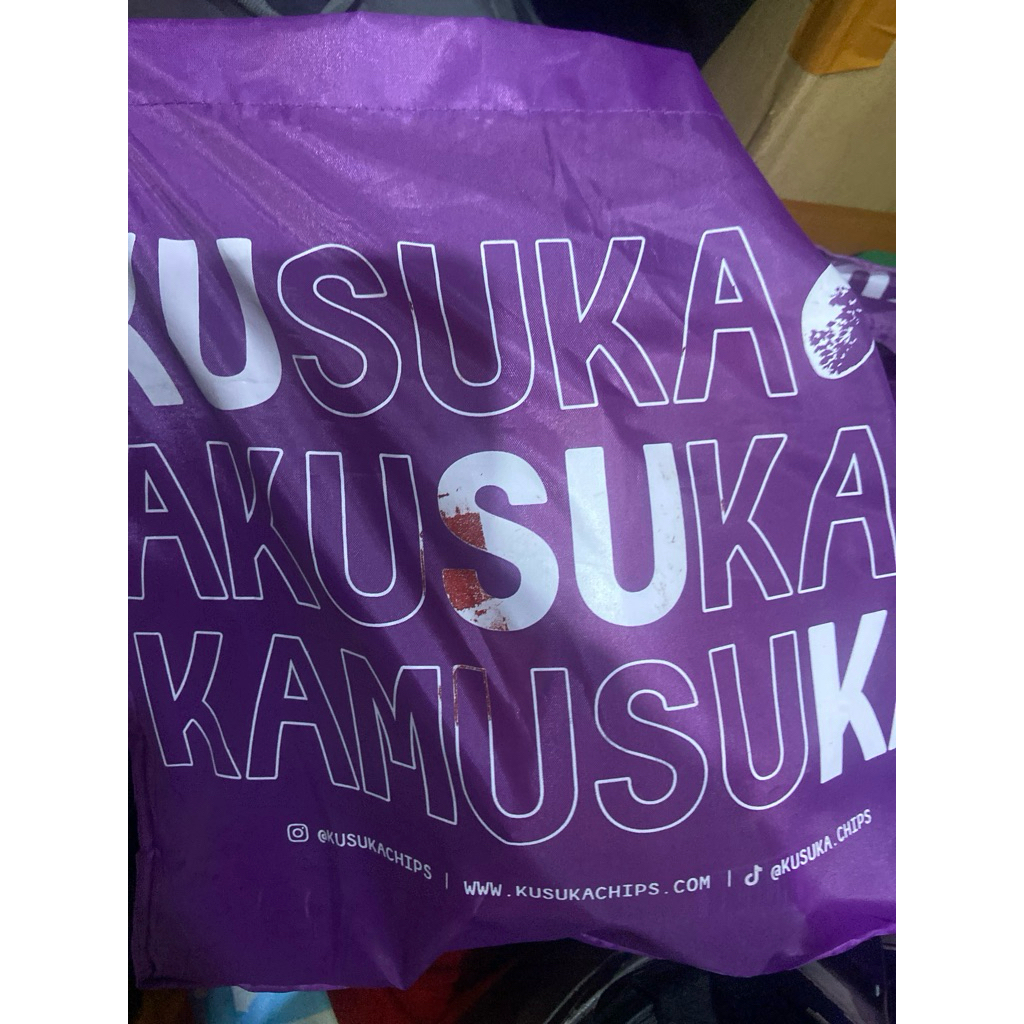 KUSUKA
AKUSUKA
KAMUSUKA
@KUSUKACHIPS | WWW.KUSUKACHIPS.COM | @KUSUKA.CHIPS